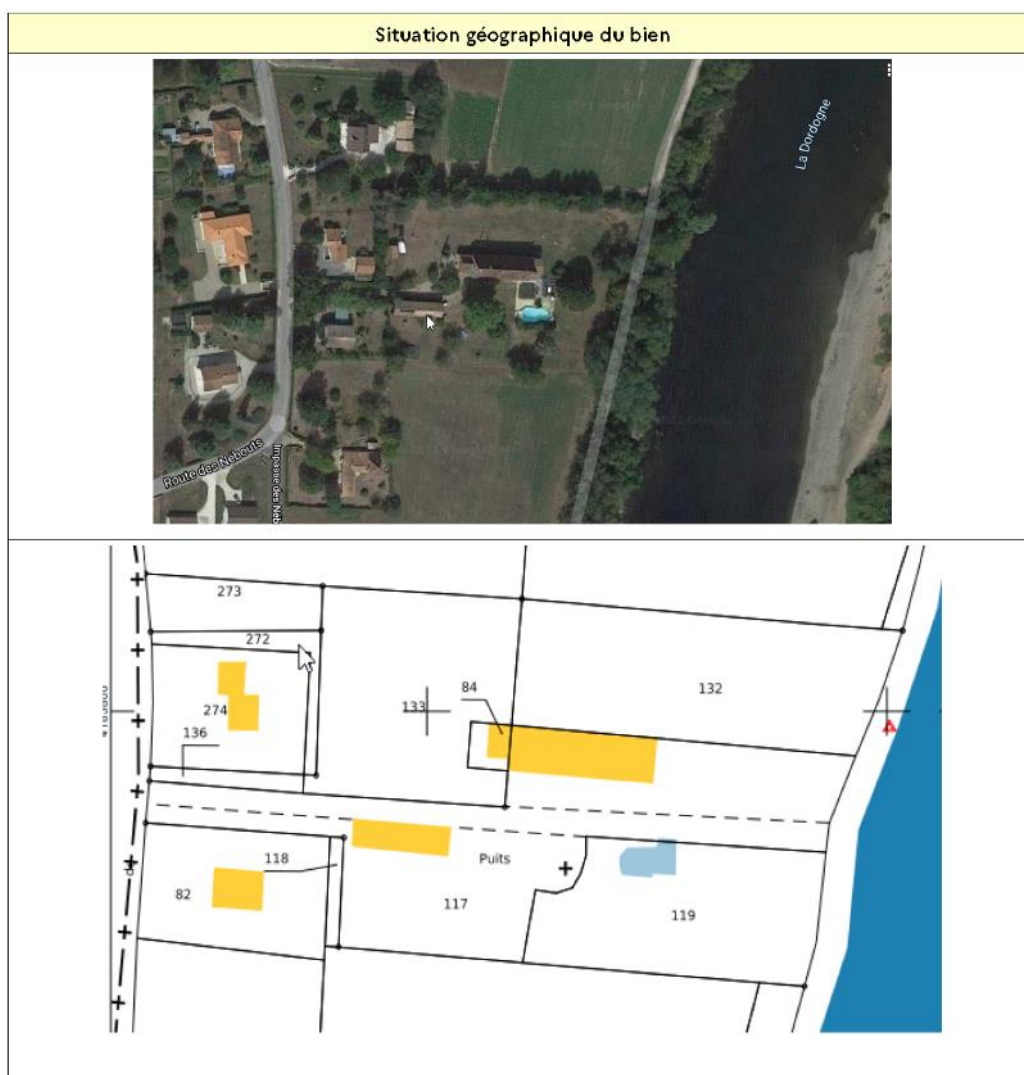 Situation géographique du bien
La Dordogne
Route des Nébouts
Impasse des Néb
273
272
84
132
133
274
136
118
Puits
82
117
119